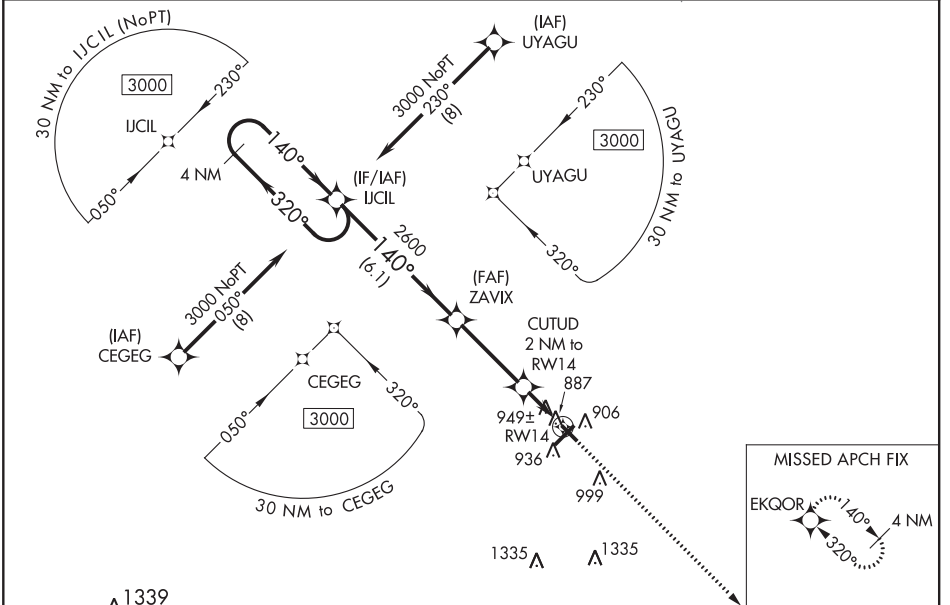 30 NM to IJCIL (NoPT)
3000
230°
IJCIL
050°
(IAF)
UYAGU
3000 NoPT
230°
(8)
230°
3000
UYAGU
320°
30 NM to UYAGU
140°
4 NM
320°
(IF/IAF)
IJCIL
2600
140°
(6.1)
3000 NoPT
050°
(8)
(IAF)
CEGEG
(FAF)
ZAVIX
CUTUD
2 NM to
RW14
887
949±
RW14
906
936
999
CEGEG
050°
3000
320°
30 NM to CEGEG
1335
1335
1339
MISSED APCH FIX
EKQOR
140°
4 NM
320°